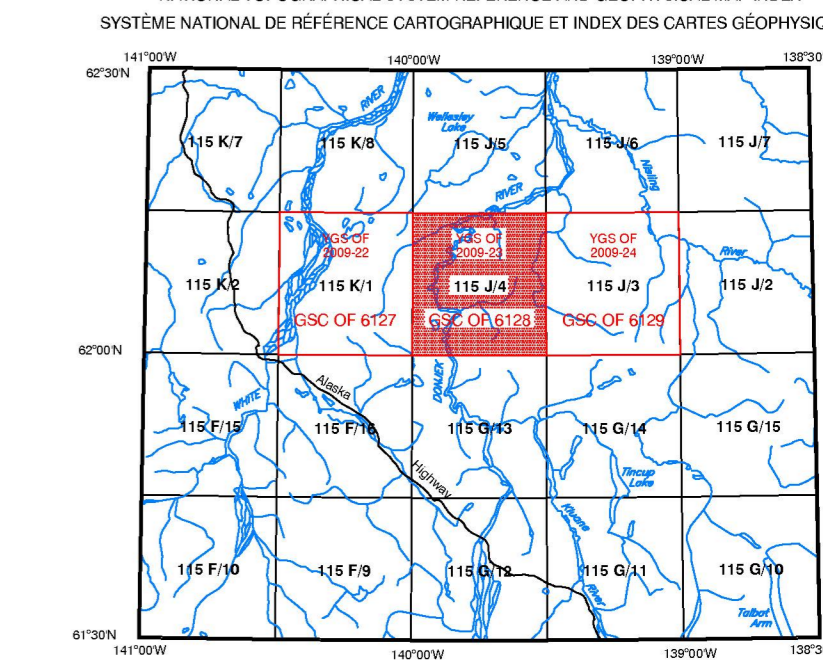 SYSTÈME NATIONAL DE RÉFÉRENCE CARTOGRAPHIQUE ET INDEX DES CARTES GÉOPHYSIQ
141°00'W 140°00'W 139°00'W 138°30
62°30'N
RIVER
Wellesley
Lake
115 K/7 115 K/8 115 J/5 115 J/6 115 J/7
Nisling
RIVER
YGS OF
2009-22
YGS OF
2009-23
YGS OF
2009-24
River
115 K/2 115 K/1 115 J/4 115 J/3 115 J/2
GSC OF 6127 GSC OF 6128 GSC OF 6129
62°00'N
DONJEK
Alaska
WHITE
115 F/15 115 F/16 115 G/13 115 G/14 115 G/15
Highway
Tincup
Lake
Kluane
115 F/10 115 F/9 115 G/12 115 G/11 115 G/10
River
Talbot
Arm
61°30'N
141°00'W 140°00'W 139°00'W 138°3